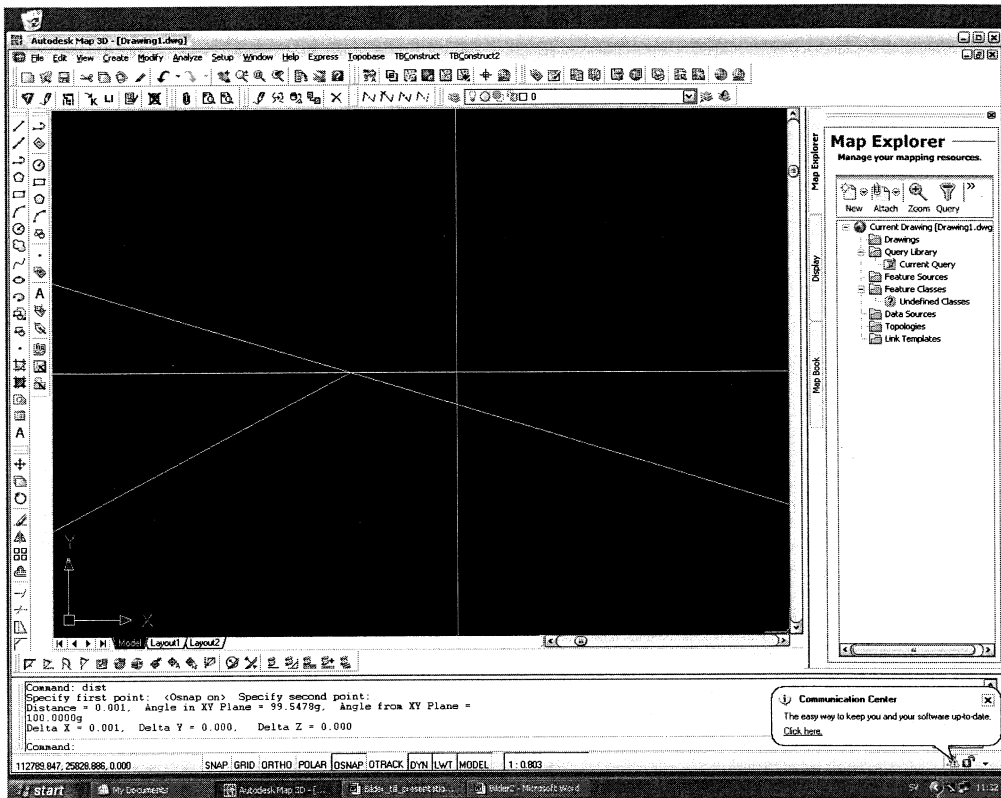 Autodesk Map 3D - [Drawing1.dwg]
File Edit View Create Modify Analyze Setup Window Help Express Topobase TBConstruct TBConstruct2
0
Map Explorer
Display
Map Book
Map Explorer
Manage your mapping resources.
New Attach Zoom Query
Current Drawing [Drawing1.dwg
Drawings
Query Library
Current Query
Feature Sources
Feature Classes
Undefined Classes
Data Sources
Topologies
Link Templates
Y
X
Model Layout1 Layout2
Command: dist
Specify first point: <Osnap on> Specify second point:
Distance = 0.001, Angle in XY Plane = 99.5478g, Angle from XY Plane =
100.0000g
Delta X = 0.001, Delta Y = 0.000, Delta Z = 0.000
Command:
Communication Center
The easy way to keep you and your software up-to-date.
Click here.
112789.847, 25828.886, 0.000 SNAP GRID ORTHO POLAR OSNAP OTRACK DYN LWT MODEL 1 : 0.803
start My Documents Autodesk Map 3D - [... Bilder_till_presentatio... Bilder2 - Microsoft Word SV